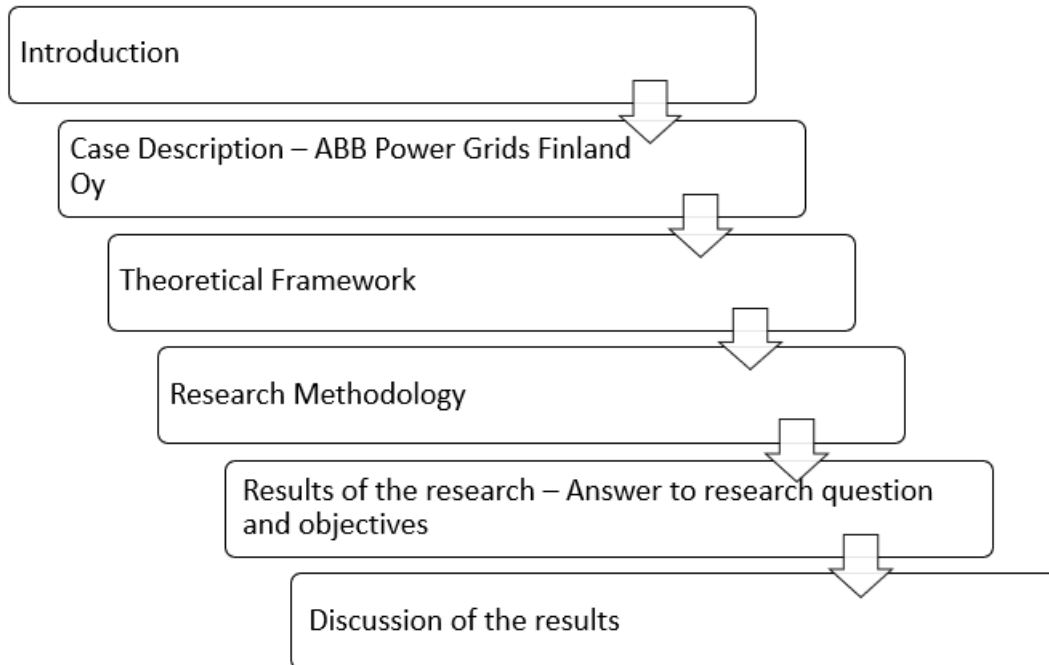 Introduction
Case Description – ABB Power Grids Finland
Oy
Theoretical Framework
Research Methodology
Results of the research – Answer to research question
and objectives
Discussion of the results